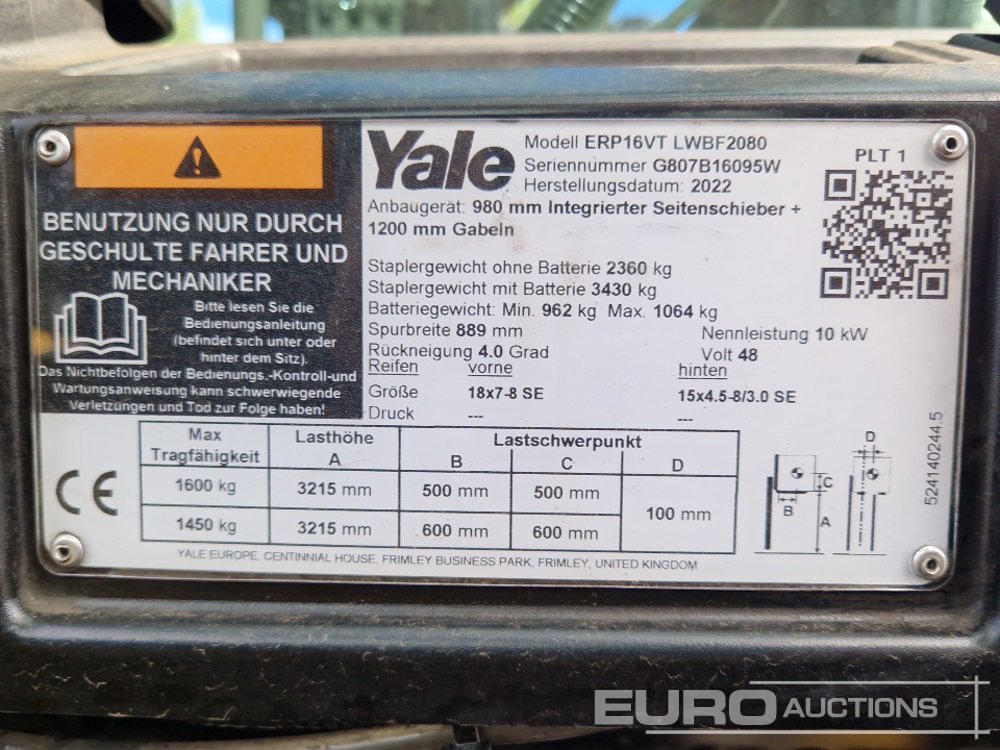 BENUTZUNG NUR DURCH
GESCHULTE FAHRER UND
MECHANIKER
Bitte lesen Sie die
Bedienungsanleitung
(befindet sich unter oder
hinter dem Sitz).
Das Nichtbefolgen der Bedienungs.-Kontroll-und
Wartungsanweisung kann schwerwiegende
Verletzungen und Tod zur Folge haben!
Yale
Modell ERP16VT LWBF2080
Seriennummer G807B16095W
Herstellungsdatum: 2022
PLT 1
Anbaugerät: 980 mm Integrierter Seitenschieber +
1200 mm Gabeln
Staplergewicht ohne Batterie 2360 kg
Staplergewicht mit Batterie 3430 kg
Batteriegewicht: Min. 962 kg Max. 1064 kg
Spurbreite 889 mm Nennleistung 10 kW
Rückneigung 4.0 Grad Volt 48
Reifen vorne hinten
Größe 18x7-8 SE 15x4.5-8/3.0 SE
Druck --- ---
Max Lasthöhe Lastschwerpunkt
Tragfähigkeit A B C D
1600 kg 3215 mm 500 mm 500 mm
100 mm
1450 kg 3215 mm 600 mm 600 mm
D
C
B
A
524140244.5
CE
YALE EUROPE, CENTINNIAL HOUSE, FRIMLEY BUSINESS PARK, FRIMLEY, UNITED KINGDOM
EURO AUCTIONS